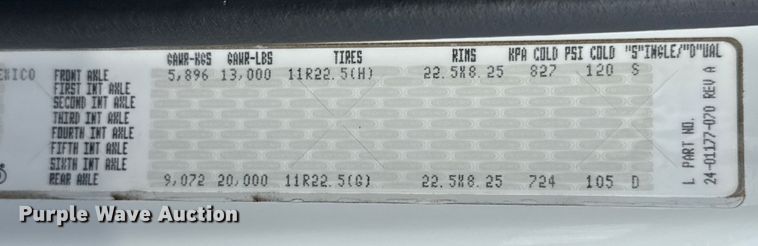 GAWR-KGS GAWR-LBS TIRES RIMS KPA COLD PSI COLD "S"INGLE/"D"UAL
EXICO FRONT AXLE 5,896 13,000 11R22.5(H) 22.5X8.25 827 120 S
FIRST INT AXLE
SECOND INT AXLE
THIRD INT AXLE
FOURTH INT AXLE
FIFTH INT AXLE
SIXTH INT AXLE
REAR AXLE 9,072 20,000 11R22.5(G) 22.5X8.25 724 105 D
L PART NO.
24-01177-070 REV A
Purple Wave Auction